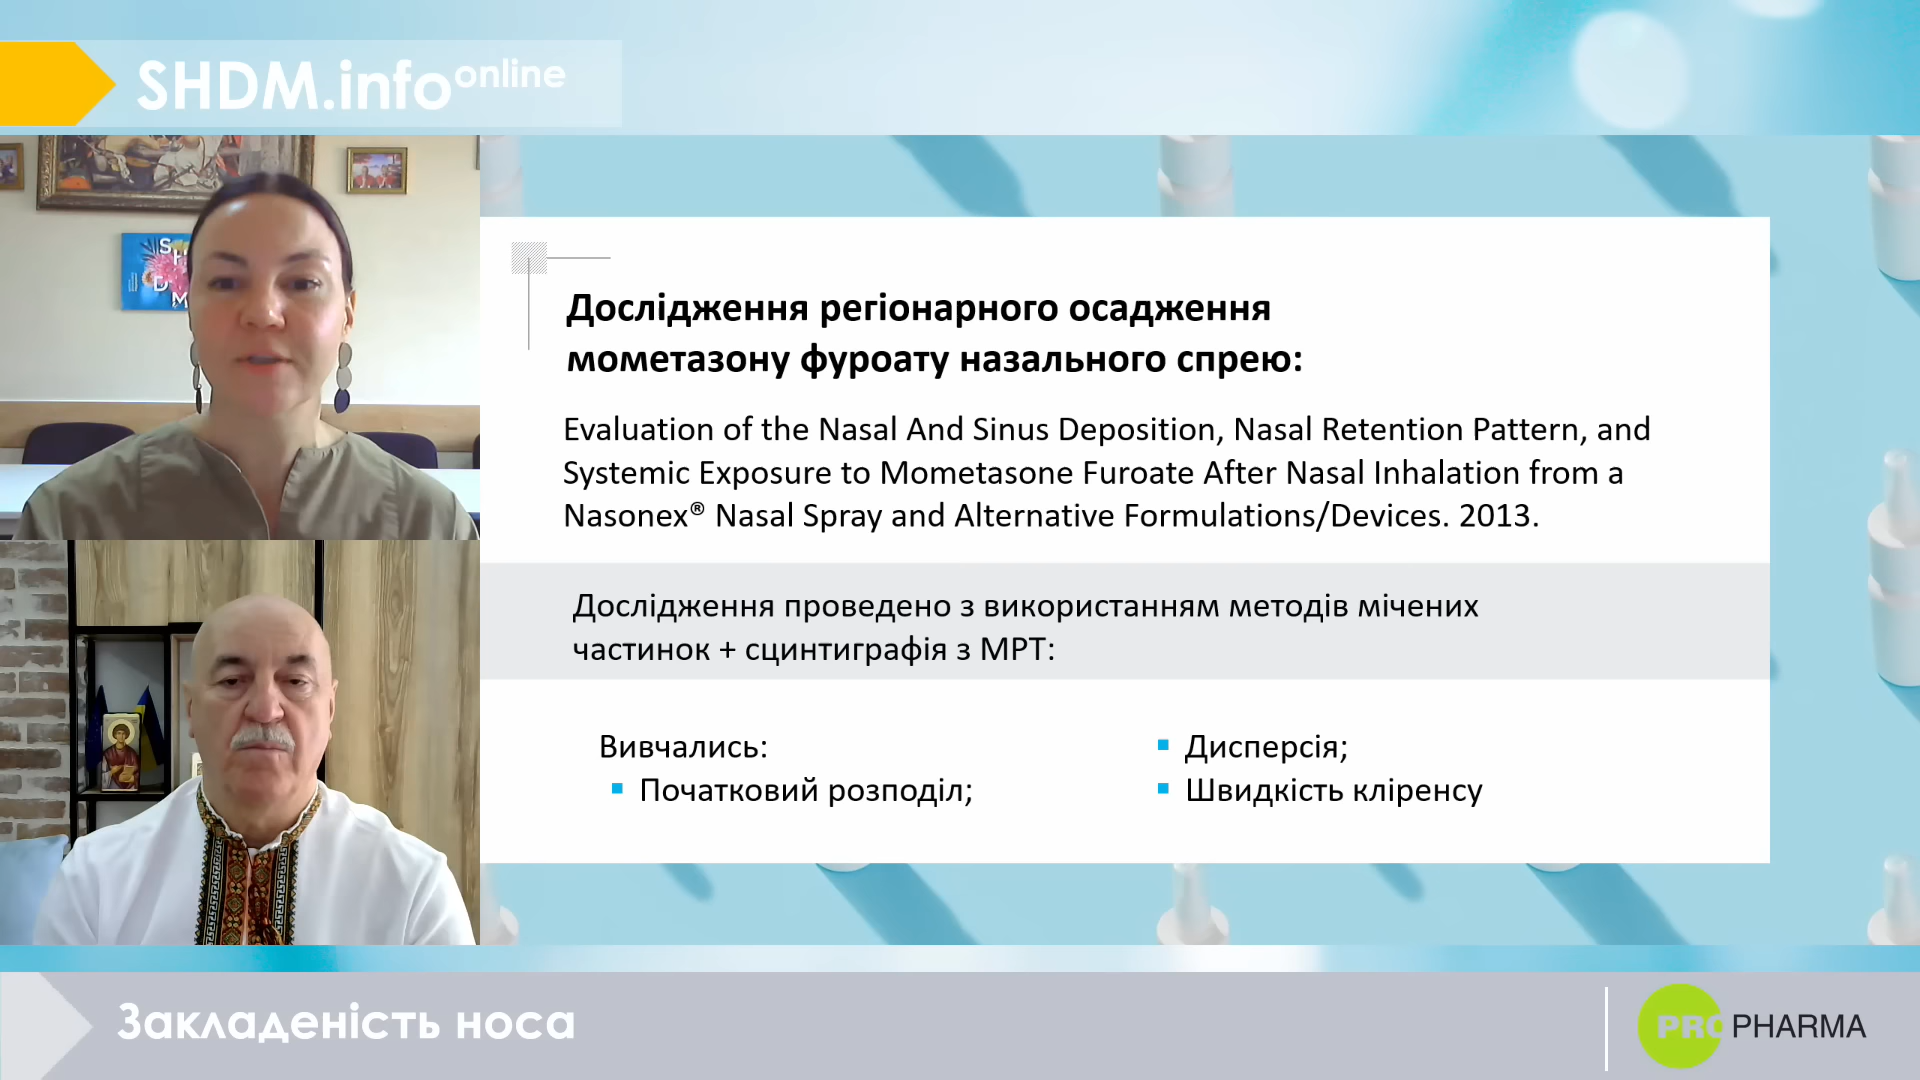 SHDM.info online
S
H
D
M
Дослідження регіонарного осадження
мометазону фуроату назального спрею:
Evaluation of the Nasal And Sinus Deposition, Nasal Retention Pattern, and
Systemic Exposure to Mometasone Furoate After Nasal Inhalation from a
Nasonex® Nasal Spray and Alternative Formulations/Devices. 2013.
Дослідження проведено з використанням методів мічених
частинок + сцинтиграфія з МРТ:
Вивчались:
▪ Початковий розподіл;
▪ Дисперсія;
▪ Швидкість кліренсу
Закладеність носа
PRO PHARMA